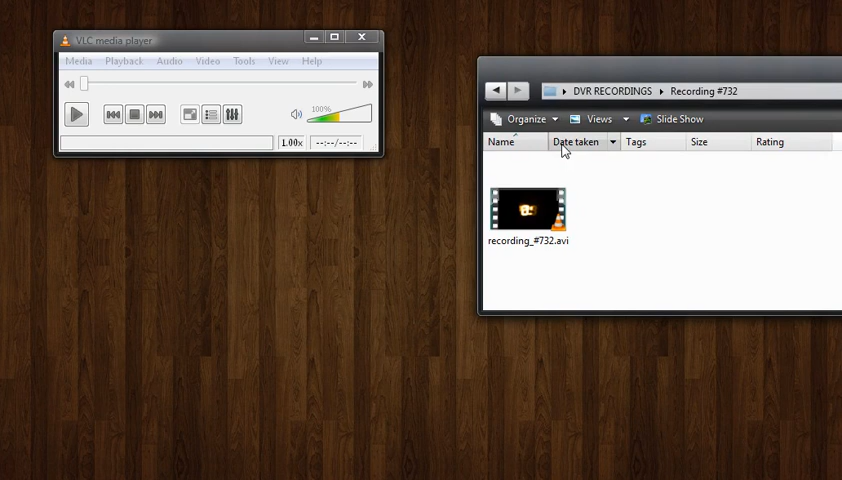 VLC media player
Media Playback Audio Video Tools View Help
100%
1.00x --:--/--:--
DVR RECORDINGS Recording #732
Organize Views Slide Show
Name Date taken Tags Size Rating
recording_#732.avi